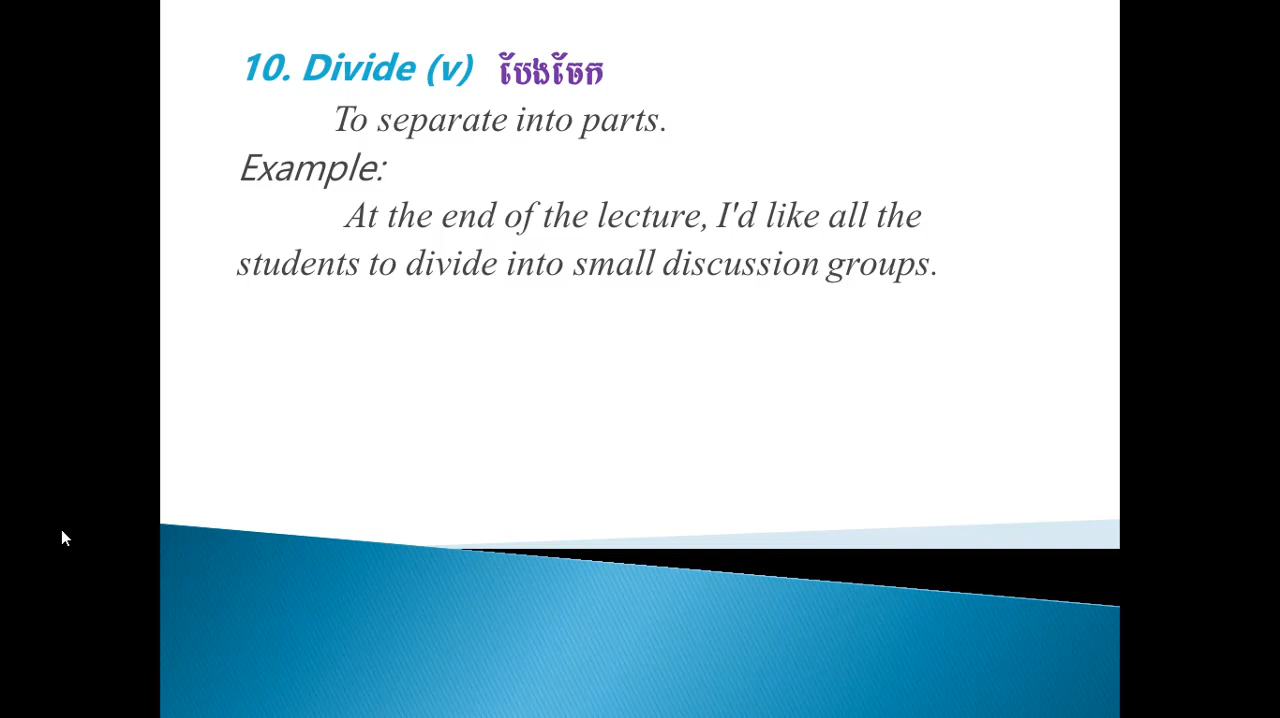 10. Divide (v) បែងចែក
To separate into parts.
Example:
At the end of the lecture, I'd like all the
students to divide into small discussion groups.